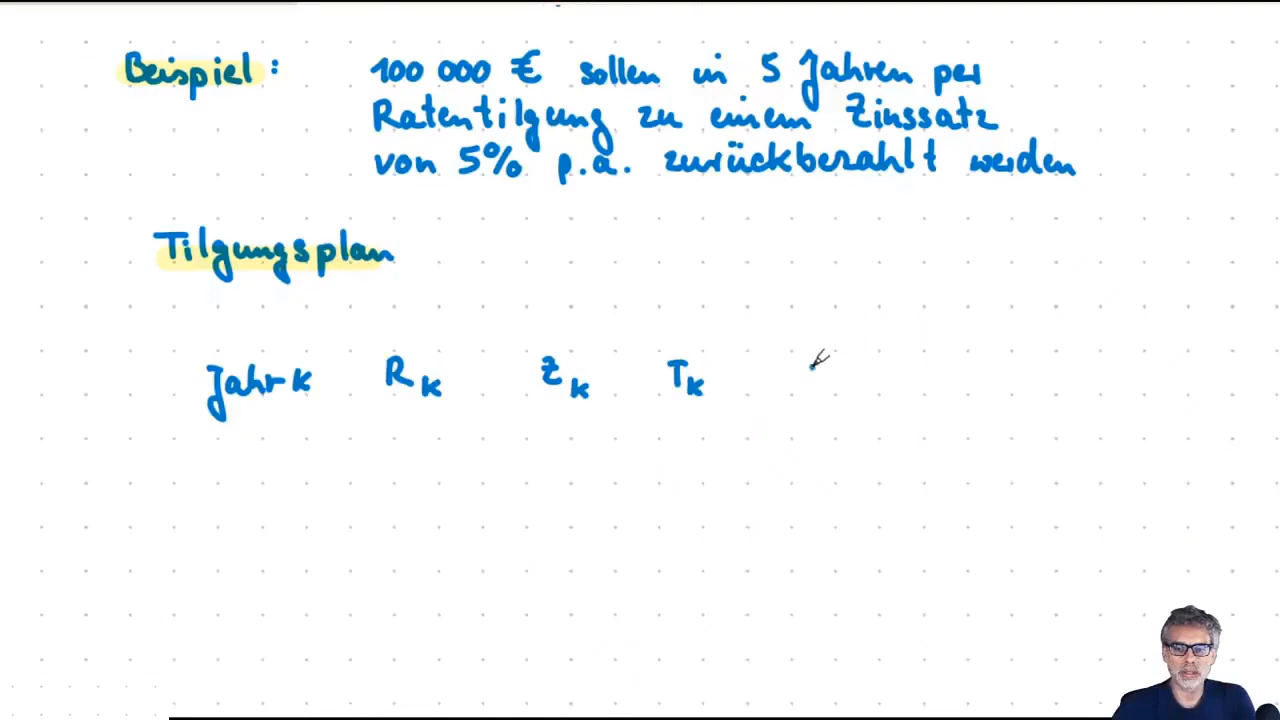 Beispiel: 100 000 € sollen in 5 Jahren per
Ratentilgung zu einem Zinssatz
von 5% p.a. zurückbezahlt werden
Tilgungsplan
Jahr k R_k Z_k T_k